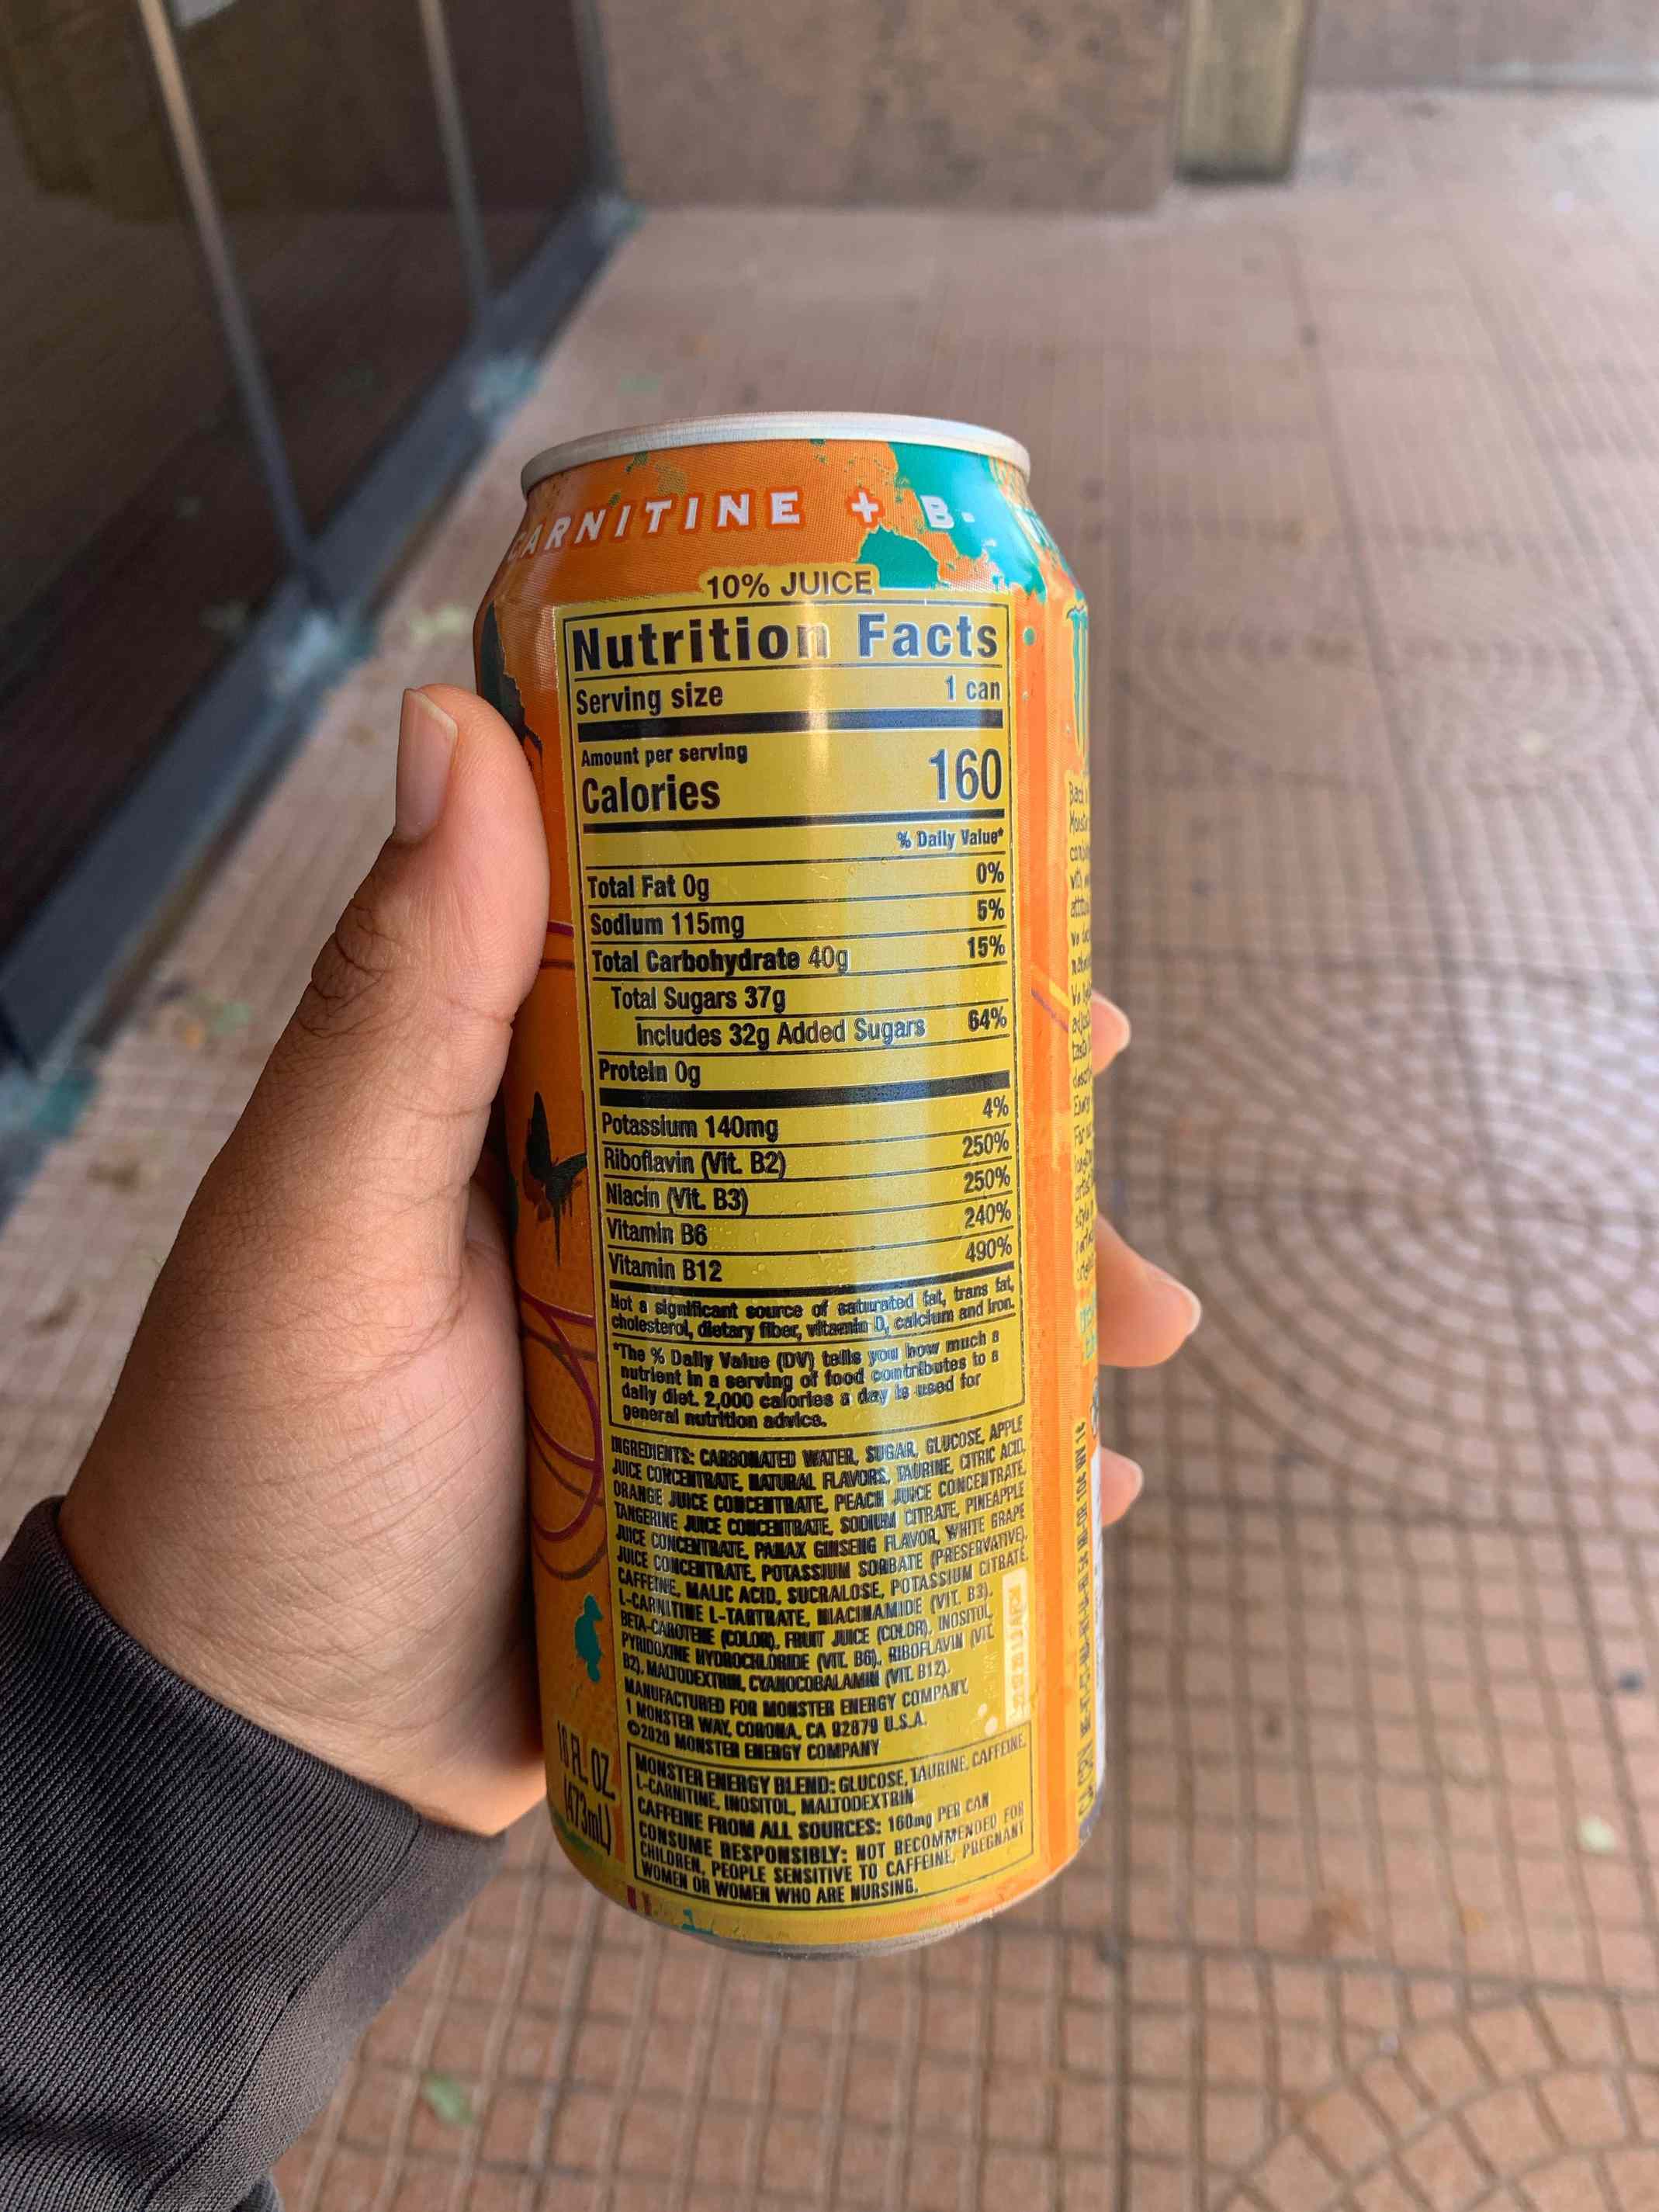 CARNITINE + B-
10% JUICE
Nutrition Facts
Serving size 1 can
Amount per serving
Calories 160
% Daily Value*
Total Fat 0g 0%
Sodium 115mg 5%
Total Carbohydrate 40g 15%
Total Sugars 37g
Includes 32g Added Sugars 64%
Protein 0g
Potassium 140mg 4%
Riboflavin (Vit. B2) 250%
Niacin (Vit. B3) 250%
Vitamin B6 240%
Vitamin B12 490%
Not a significant source of saturated fat, trans fat,
cholesterol, dietary fiber, vitamin D, calcium and iron.
*The % Daily Value (DV) tells you how much a
nutrient in a serving of food contributes to a
daily diet. 2,000 calories a day is used for
general nutrition advice.
INGREDIENTS: CARBONATED WATER, SUGAR, GLUCOSE, APPLE
JUICE CONCENTRATE, NATURAL FLAVORS, TAURINE, CITRIC ACID,
ORANGE JUICE CONCENTRATE, PEACH JUICE CONCENTRATE,
TANGERINE JUICE CONCENTRATE, SODIUM CITRATE, PINEAPPLE
JUICE CONCENTRATE, PANAX GINSENG FLAVOR, WHITE GRAPE
JUICE CONCENTRATE, POTASSIUM SORBATE (PRESERVATIVE),
CAFFEINE, MALIC ACID, SUCRALOSE, POTASSIUM CITRATE,
L-CARNITINE L-TARTRATE, NIACINAMIDE (VIT. B3),
BETA-CAROTENE (COLOR), FRUIT JUICE (COLOR), INOSITOL,
PYRIDOXINE HYDROCHLORIDE (VIT. B6), RIBOFLAVIN (VIT.
B2), MALTODEXTRIN, CYANOCOBALAMIN (VIT. B12).
MANUFACTURED FOR MONSTER ENERGY COMPANY,
1 MONSTER WAY, CORONA, CA 92879 U.S.A.
©2020 MONSTER ENERGY COMPANY
MONSTER ENERGY BLEND: GLUCOSE, TAURINE, CAFFEINE,
L-CARNITINE, INOSITOL, MALTODEXTRIN
CAFFEINE FROM ALL SOURCES: 160mg PER CAN
CONSUME RESPONSIBLY: NOT RECOMMENDED FOR
CHILDREN, PEOPLE SENSITIVE TO CAFFEINE, PREGNANT
WOMEN OR WOMEN WHO ARE NURSING.
16 FL. OZ.
(473mL)